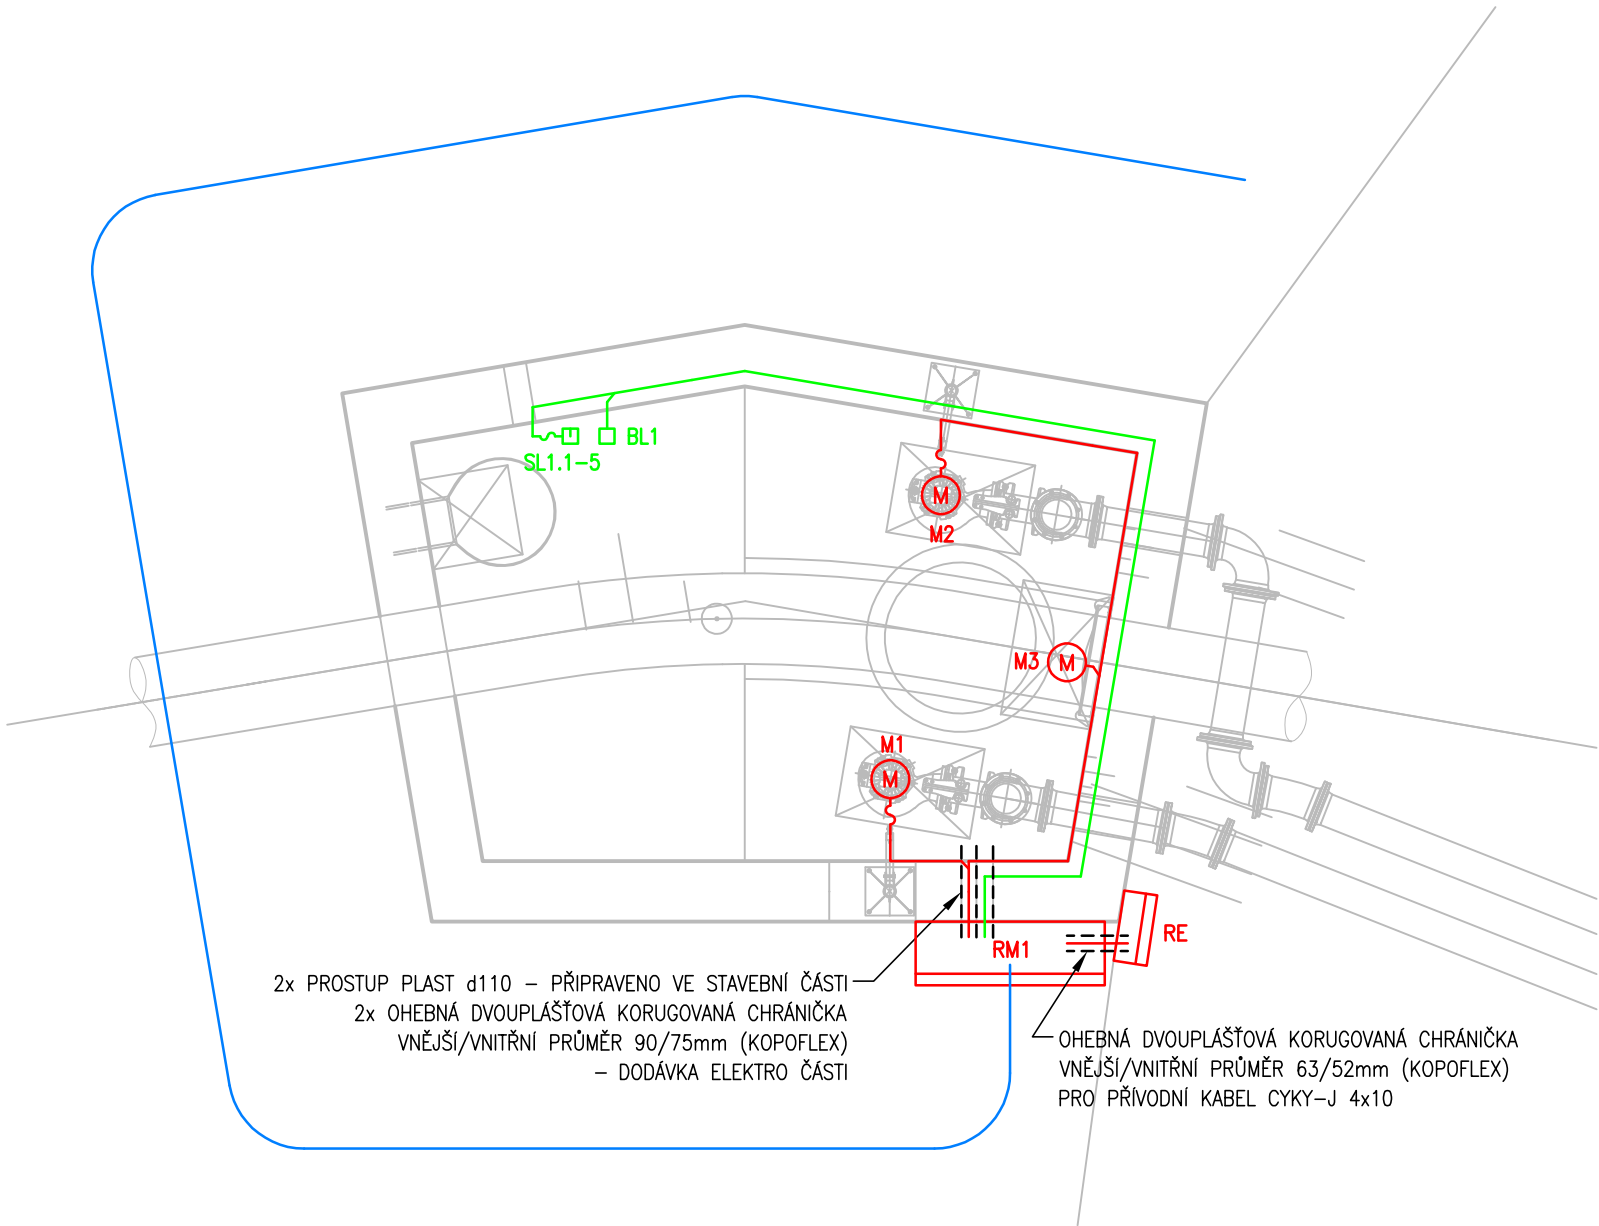 BL1
SL1.1-5
M
M2
M3 M
M1
M
RE
RM1
2x PROSTUP PLAST d110 – PŘIPRAVENO VE STAVEBNÍ ČÁSTI
2x OHEBNÁ DVOUPLÁŠŤOVÁ KORUGOVANÁ CHRÁNIČKA
VNĚJŠÍ/VNITŘNÍ PRŮMĚR 90/75mm (KOPOFLEX)
– DODÁVKA ELEKTRO ČÁSTI
OHEBNÁ DVOUPLÁŠŤOVÁ KORUGOVANÁ CHRÁNIČKA
VNĚJŠÍ/VNITŘNÍ PRŮMĚR 63/52mm (KOPOFLEX)
PRO PŘÍVODNÍ KABEL CYKY–J 4x10